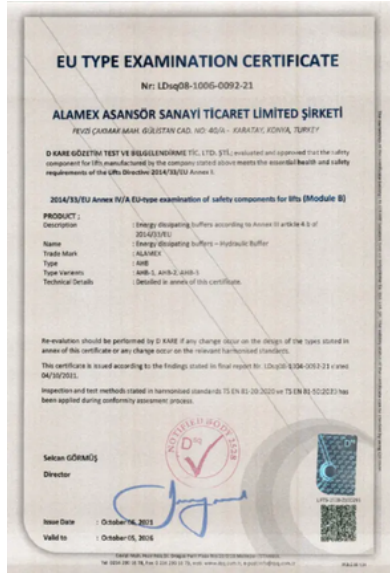 EU TYPE EXAMINATION CERTIFICATE
Nr: LDsq08-1006-0092-21
ALAMEX ASANSÖR SANAYİ TİCARET LİMİTED ŞİRKETİ
FEVZİ ÇAKMAK MAH. GÜLİSTAN CAD. NO: 40/A - KARATAY, KONYA, TURKEY
D KARE GÖZETİM TEST VE BELGELENDİRME TİC. LTD. ŞTİ.; evaluated and approved that the safety
component for lifts manufactured by the company stated above meets the essential health and safety
requirements of the Lifts Directive 2014/33/EU Annex I.
2014/33/EU Annex IV/A EU-type examination of safety components for lifts (Module B)
PRODUCT ;
Description : Energy dissipating buffers according to Annex III article 4-b of
2014/33/EU
Name : Energy dissipating buffers – Hydraulic Buffer
Trade Mark : ALAMEX
Type : AHB
Type Variants : AHB-1, AHB-2, AHB-3
Technical Details : Detailed in annex of this certificate.
Re-evaluation should be performed by D KARE if any change occur on the design of the types stated in
annex of this certificate or any change occur on the relevant harmonised standards.
This certificate is issued according to the findings stated in final report Nr. dated
04/10/2021.
Inspection and test methods stated in harmonised standards TS EN 81-20:2020 ve TS EN 81-50:2020 has
been applied during conformity assessment process.
NOTIFIED BODY 2528
Dsq
Selcan GÖRMÜŞ
Director
Issue Date : October 06, 2021
Valid to : October 05, 2026